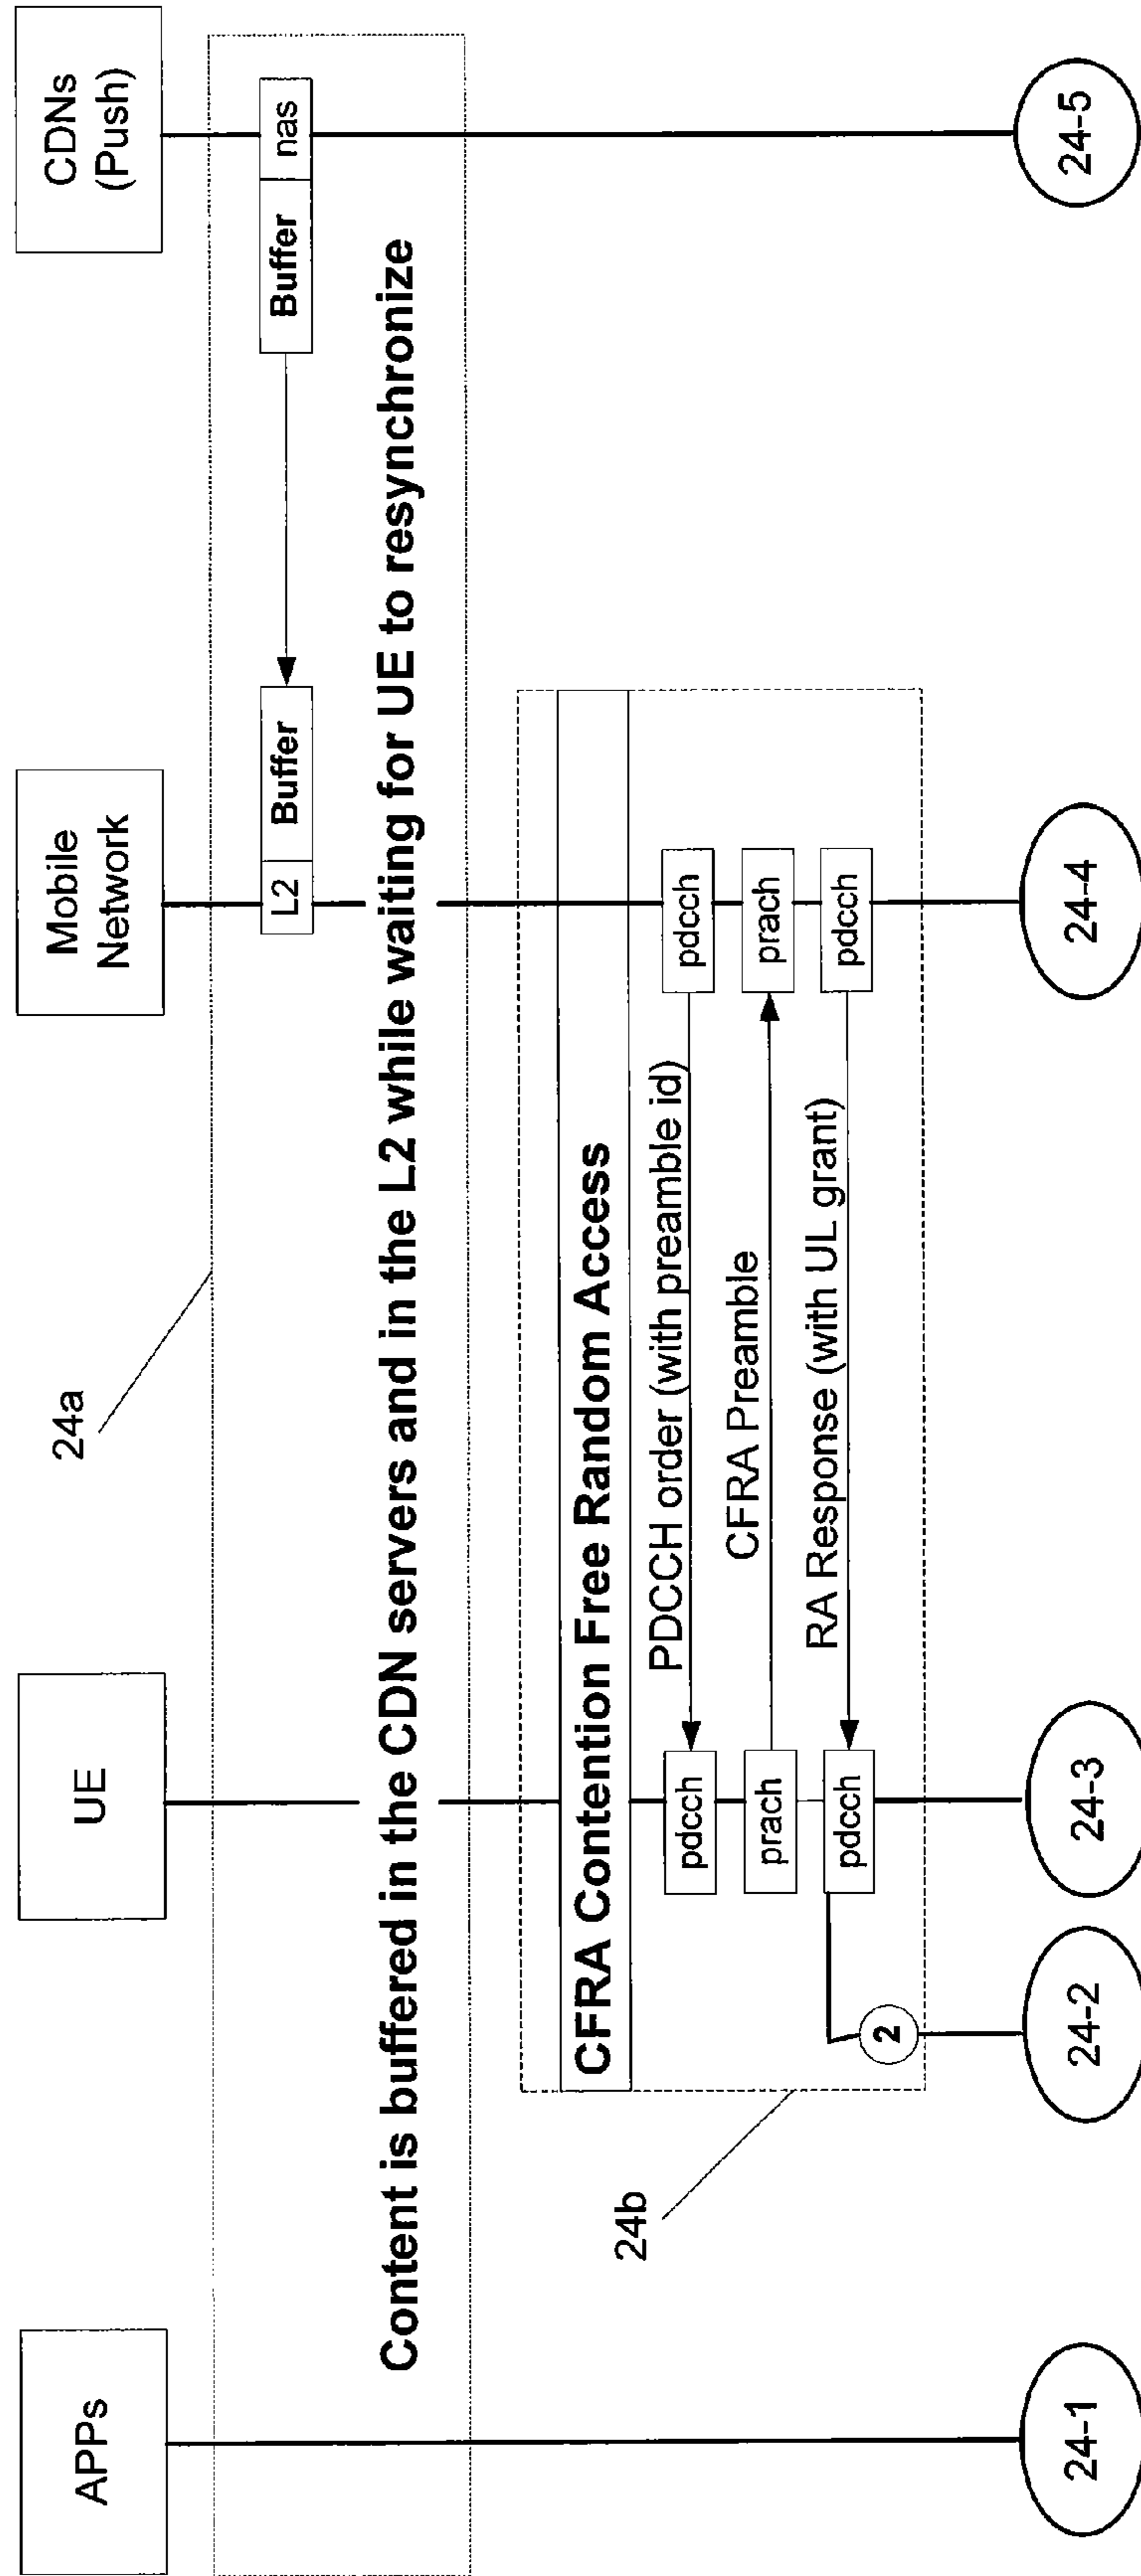 APPs
UE
Mobile
Network
CDNs
(Push)
24a
L2
Buffer
Buffer
nas
Content is buffered in the CDN servers and in the L2 while waiting for UE to resynchronize
24b
CFRA Contention Free Random Access
pdcch
PDCCH order (with preamble id)
pdcch
prach
CFRA Preamble
prach
pdcch
RA Response (with UL grant)
pdcch
2
24-1
24-2
24-3
24-4
24-5